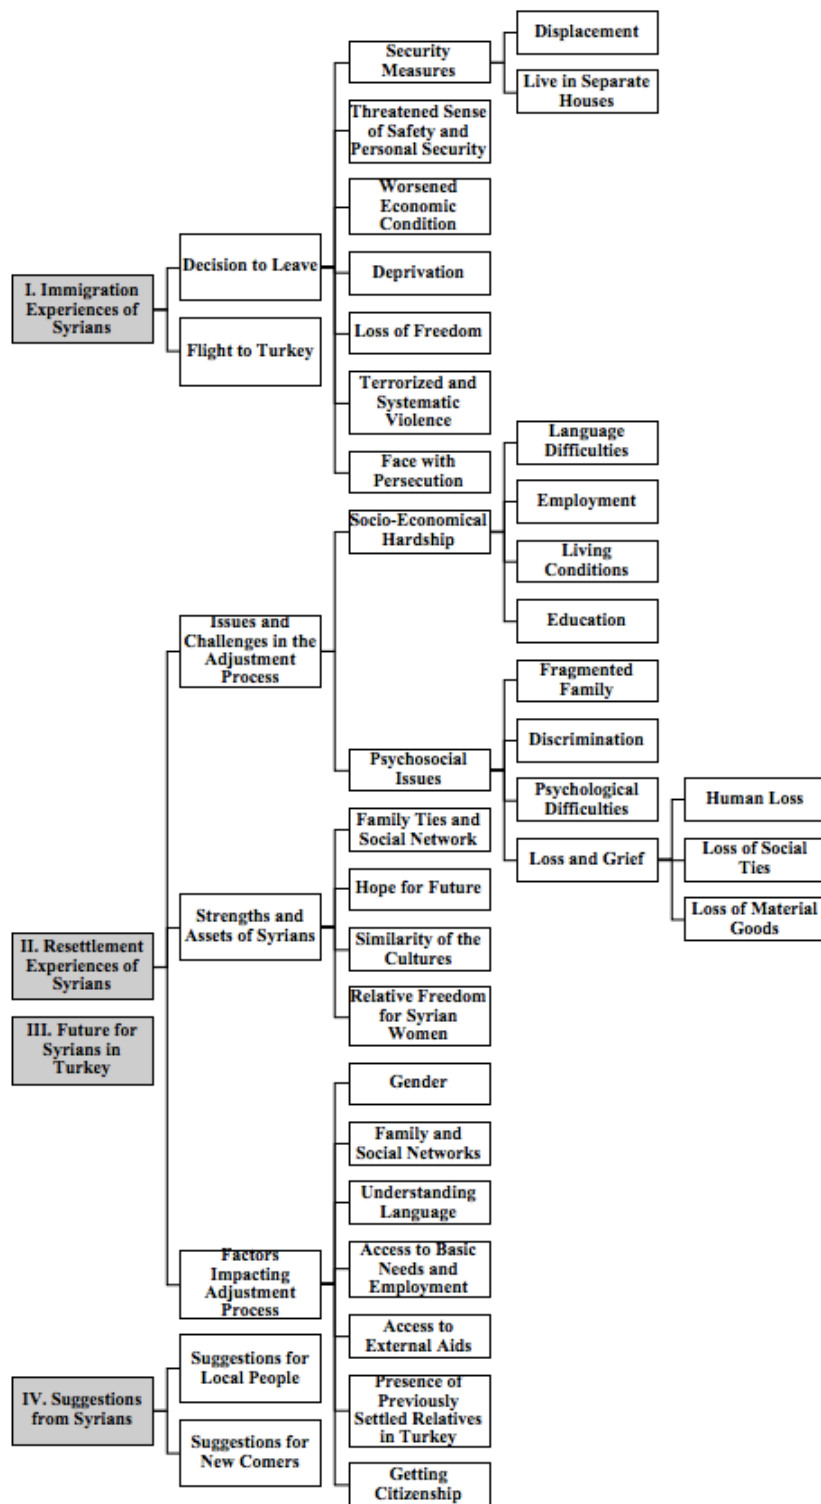 I. Immigration
Experiences of
Syrians
Decision to Leave
Security
Measures
Displacement
Live in Separate
Houses
Threatened Sense
of Safety and
Personal Security
Worsened
Economic
Condition
Deprivation
Loss of Freedom
Terrorized and
Systematic
Violence
Face with
Persecution
Flight to Turkey
II. Resettlement
Experiences of
Syrians
Issues and
Challenges in the
Adjustment
Process
Socio-Economical
Hardship
Language
Difficulties
Employment
Living
Conditions
Education
Psychosocial
Issues
Fragmented
Family
Discrimination
Psychological
Difficulties
Loss and Grief
Human Loss
Loss of Social
Ties
Loss of Material
Goods
Strengths and
Assets of Syrians
Family Ties and
Social Network
Hope for Future
Similarity of the
Cultures
Relative Freedom
for Syrian
Women
Factors
Impacting
Adjustment
Process
Gender
Family and
Social Networks
Understanding
Language
Access to Basic
Needs and
Employment
Access to
External Aids
Presence of
Previously
Settled Relatives
in Turkey
Getting
Citizenship
III. Future for
Syrians in
Turkey
IV. Suggestions
from Syrians
Suggestions for
Local People
Suggestions for
New Comers